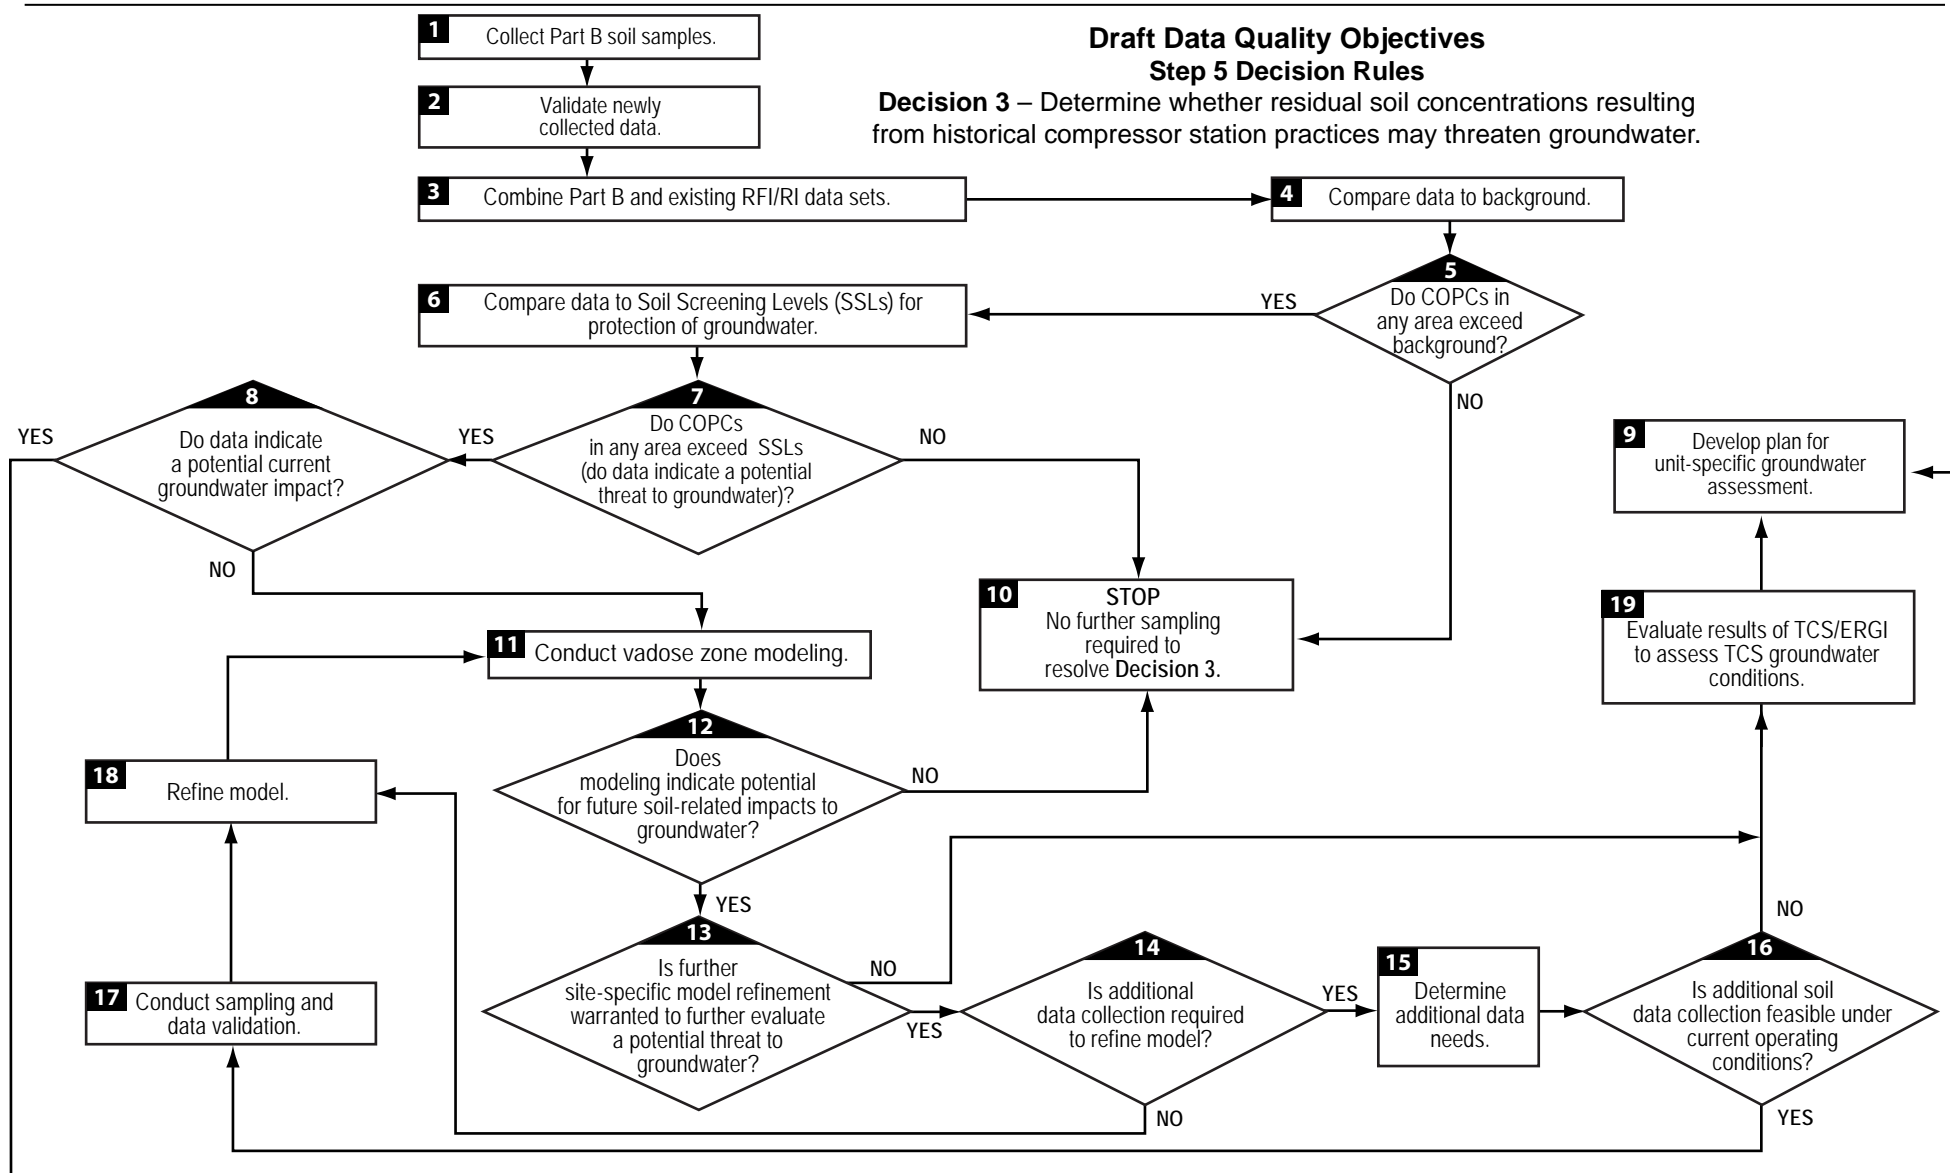 Draft Data Quality Objectives
Step 5 Decision Rules
Decision 3 – Determine whether residual soil concentrations resulting
from historical compressor station practices may threaten groundwater.
1
Collect Part B soil samples.
2
Validate newly
collected data.
3
Combine Part B and existing RFI/RI data sets.
4
Compare data to background.
5
Do COPCs in
any area exceed
background?
YES
NO
6
Compare data to Soil Screening Levels (SSLs) for
protection of groundwater.
7
Do COPCs
in any area exceed SSLs
(do data indicate a potential
threat to groundwater)?
YES
NO
8
Do data indicate
a potential current
groundwater impact?
YES
NO
9
Develop plan for
unit-specific groundwater
assessment.
10
STOP
No further sampling
required to
resolve Decision 3.
11
Conduct vadose zone modeling.
12
Does
modeling indicate potential
for future soil-related impacts to
groundwater?
NO
YES
13
Is further
site-specific model refinement
warranted to further evaluate
a potential threat to
groundwater?
NO
YES
14
Is additional
data collection required
to refine model?
YES
NO
15
Determine
additional data
needs.
16
Is additional soil
data collection feasible under
current operating
conditions?
NO
YES
17
Conduct sampling and
data validation.
18
Refine model.
19
Evaluate results of TCS/ERGI
to assess TCS groundwater
conditions.